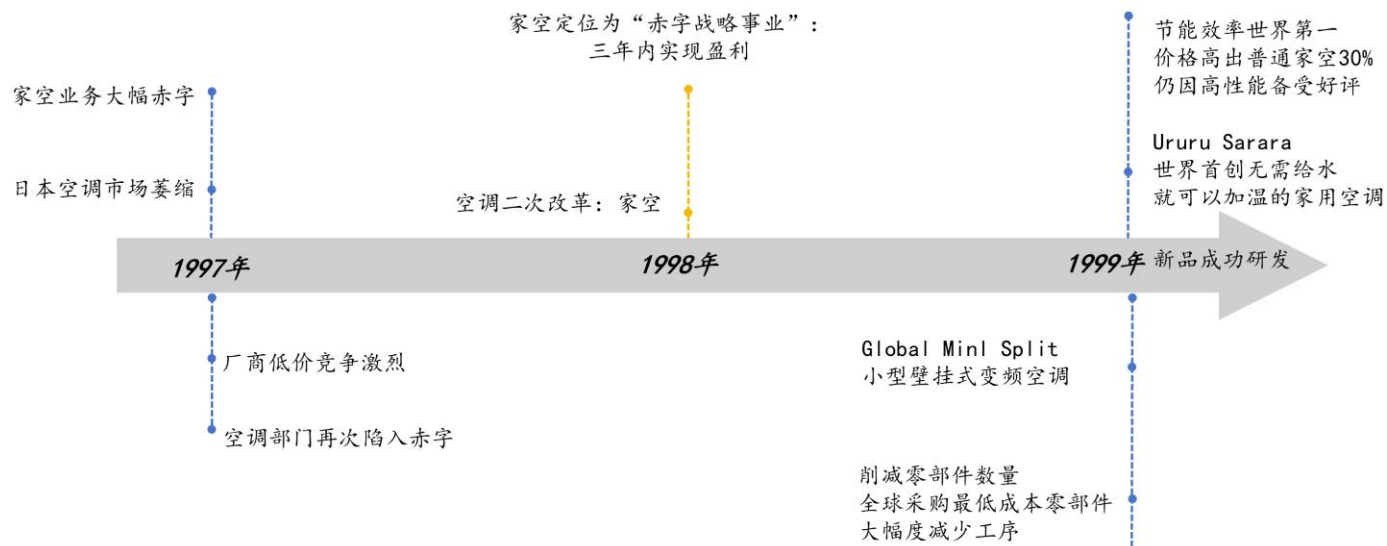 家空定位为“赤字战略事业”：
三年内实现盈利
家空业务大幅赤字
日本空调市场萎缩
空调二次改革：家空
节能效率世界第一
价格高出普通家空30%
仍因高性能备受好评
Ururu Sarara
世界首创无需给水
就可以加温的家用空调
1997年
1998年
1999年
新品成功研发
厂商低价竞争激烈
空调部门再次陷入赤字
Global MinI Split
小型壁挂式变频空调
削减零部件数量
全球采购最低成本零部件
大幅度减少工序